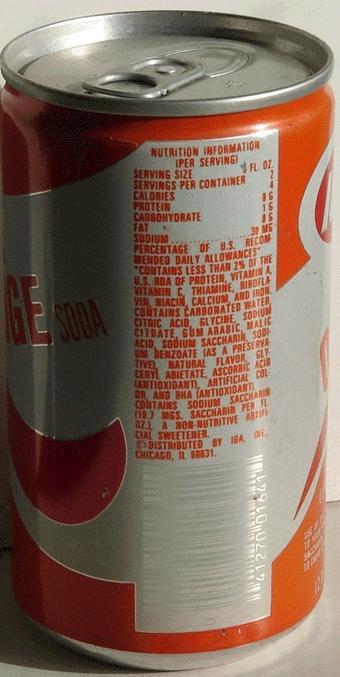 NUTRITION INFORMATION
(PER SERVING)
SERVING SIZE 6 FL. OZ.
SERVINGS PER CONTAINER 2
CALORIES 4
PROTEIN 0 G
CARBOHYDRATE 1 G
FAT 0 G
SODIUM 30 MG
PERCENTAGE OF U.S. RECOM-
MENDED DAILY ALLOWANCES"
"CONTAINS LESS THAN 2% OF THE
U.S. RDA OF PROTEIN, VITAMIN A,
VITAMIN C, THIAMINE, RIBOFLA
VIN, NIACIN, CALCIUM, AND IRON.
CONTAINS CARBONATED WATER,
CITRIC ACID, GLYCINE, SODIUM
CITRATE, GUM ARABIC, MALIC
ACID, SODIUM SACCHARIN, SODI-
UM BENZOATE (AS A PRESERVA-
TIVE), NATURAL FLAVOR, GLY-
CERYL ABIETATE, ASCORBIC ACID
(ANTIOXIDANT), ARTIFICIAL COL-
OR, AND BHA (ANTIOXIDANT).
CONTAINS SODIUM SACCHARIN
(10.7 MGS. SACCHARIN PER FL.
OZ.), A NON-NUTRITIVE ARTIFI-
CIAL SWEETENER.
©DISTRIBUTED BY IGA, INC.,
CHICAGO, IL 60631.
GE SODA
41270 01641